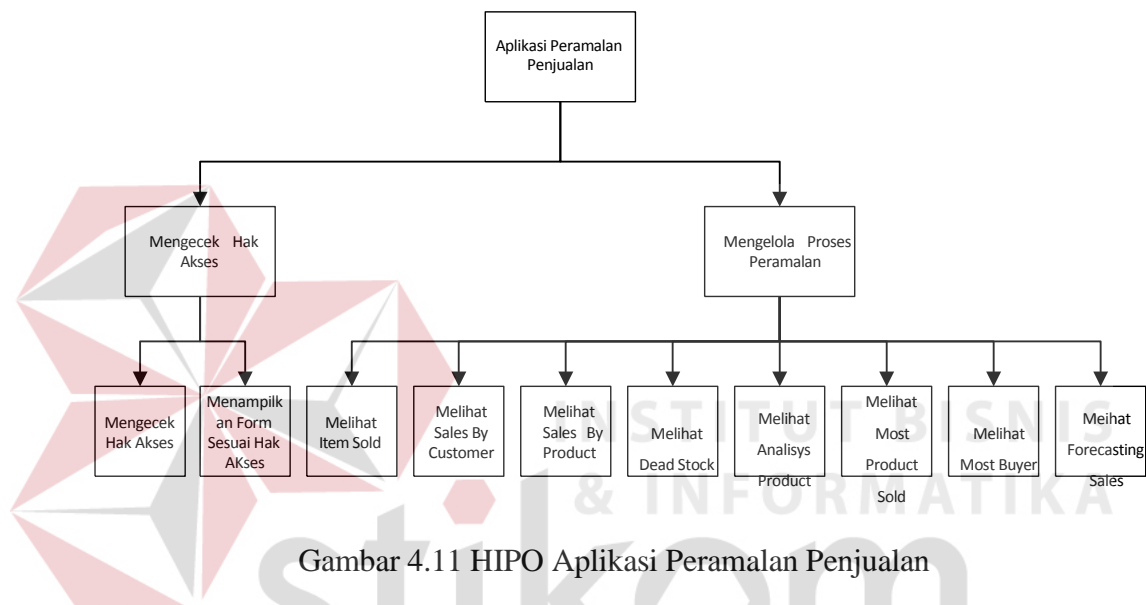 Aplikasi Peramalan
Penjualan
Mengecek Hak
Akses
Mengelola Proses
Peramalan
Mengecek
Hak Akses
Menampilk
an Form
Sesuai Hak
AKses
Melihat
Item Sold
Melihat
Sales By
Customer
Melihat
Sales By
Product
Melihat
Dead Stock
Melihat
Analisys
Product
Melihat
Most
Product
Sold
Melihat
Most Buyer
Meihat
Forecasting
Sales
INSTITUT BISNIS
& INFORMATIKA
stikom
Gambar 4.11 HIPO Aplikasi Peramalan Penjualan